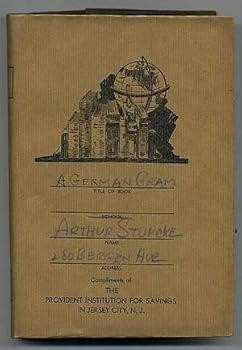 A GERMAN GRAM
TITLE OF BOOK
SCHOOL
ARTHUR
NAME
280 BERGEN AVE
ADDRESS
Compliments of
THE
PROVIDENT INSTITUTION FOR SAVINGS
IN JERSEY CITY, N. J.